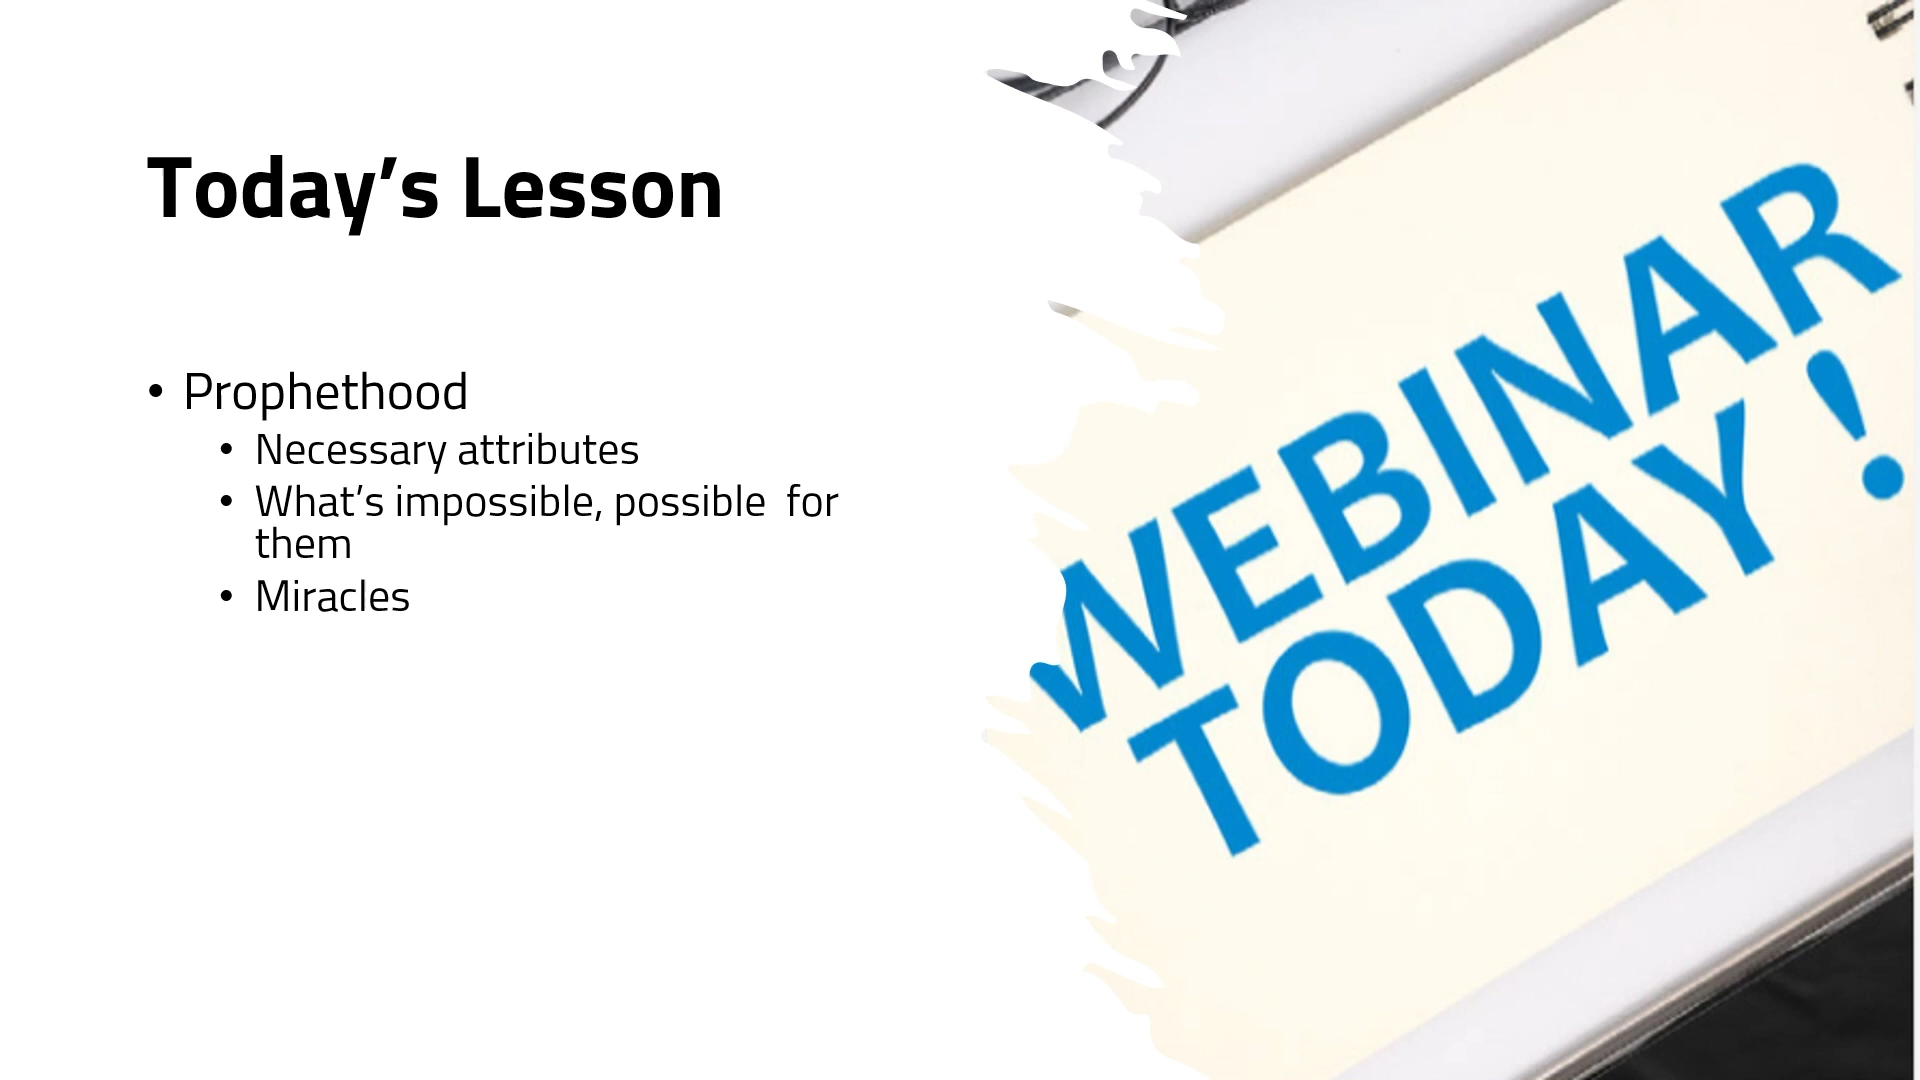 Today’s Lesson
• Prophethood
• Necessary attributes
• What’s impossible, possible  for
them
• Miracles
WEBINAR
TODAY !